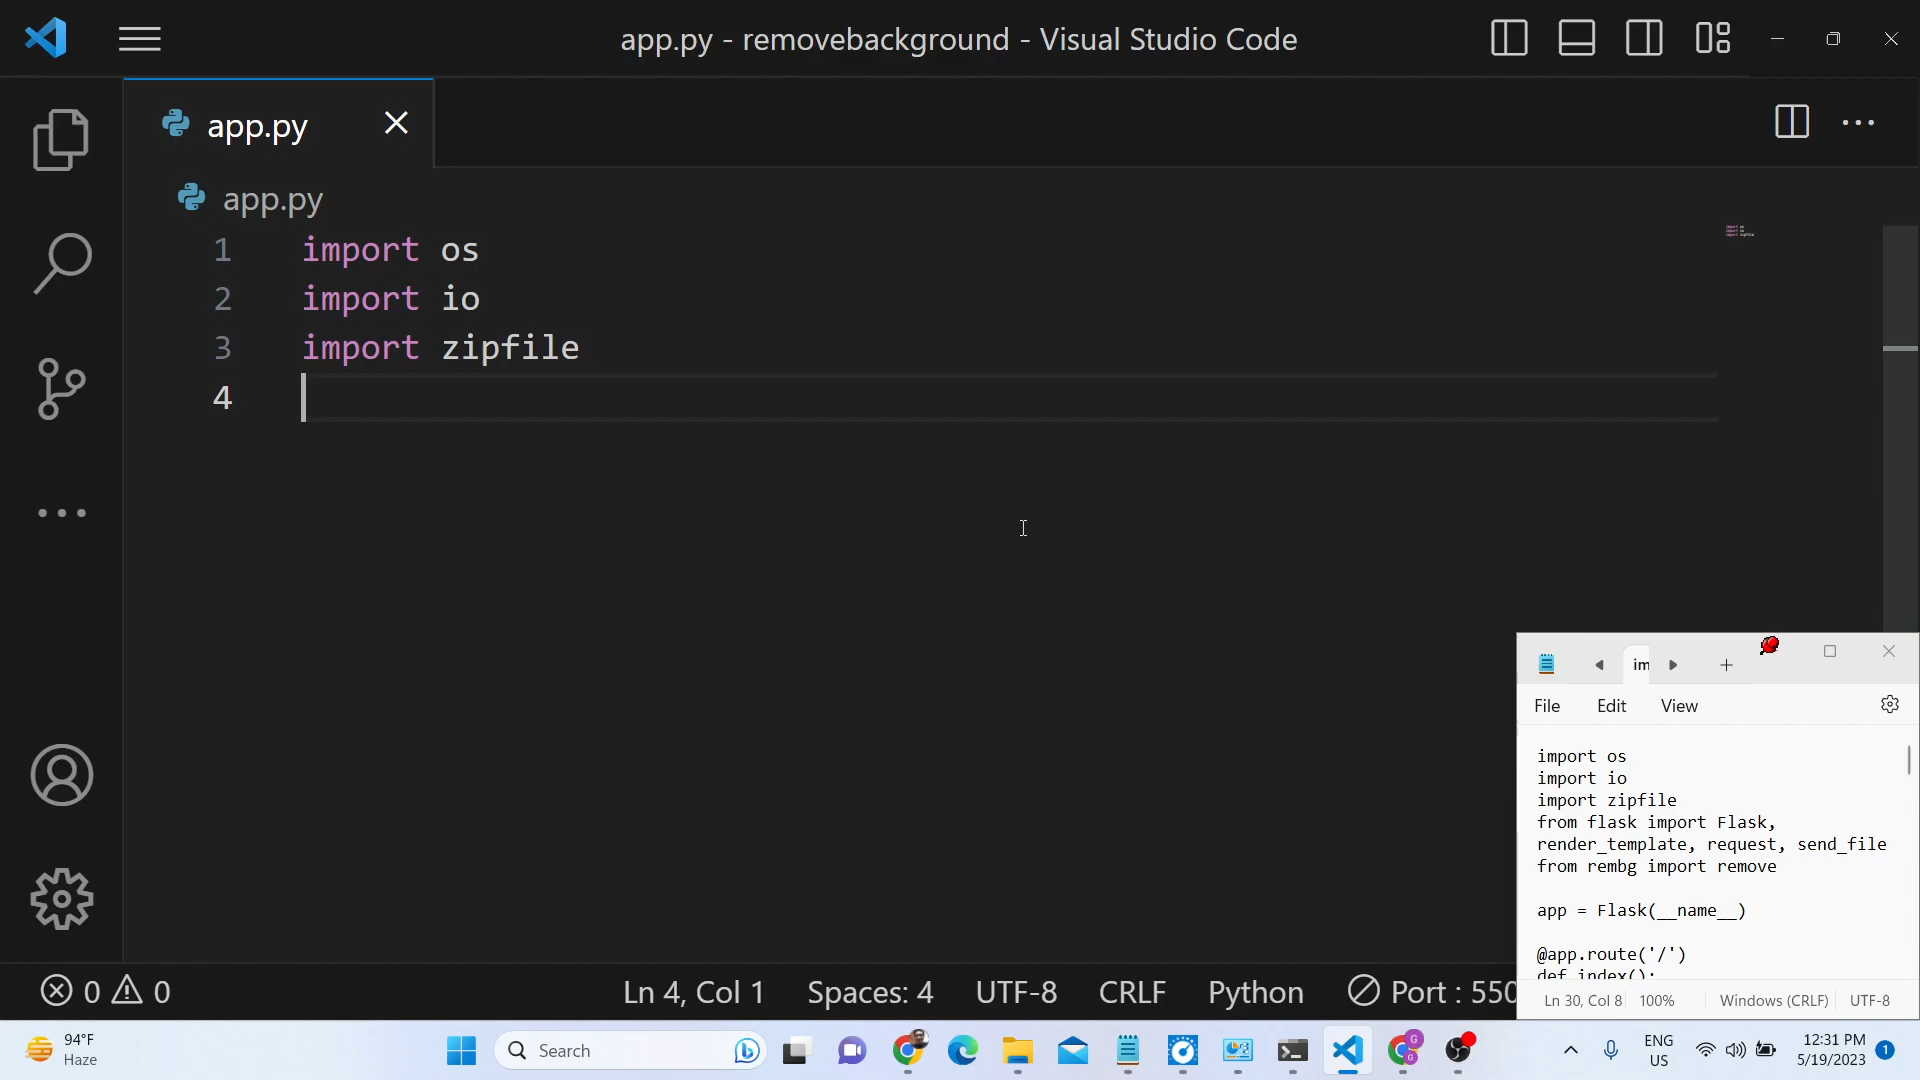 app.py - removebackground - Visual Studio Code
app.py
app.py
1 import os
2 import io
3 import zipfile
4
im
File Edit View
import os
import io
import zipfile
from flask import Flask,
render_template, request, send_file
from rembg import remove
app = Flask(__name__)
@app.route('/')
def index():
Ln 30, Col 8 100% Windows (CRLF) UTF-8
0 0 Ln 4, Col 1 Spaces: 4 UTF-8 CRLF Python Port : 550
94°F
Haze
Search
ENG
US
12:31 PM
5/19/2023
1